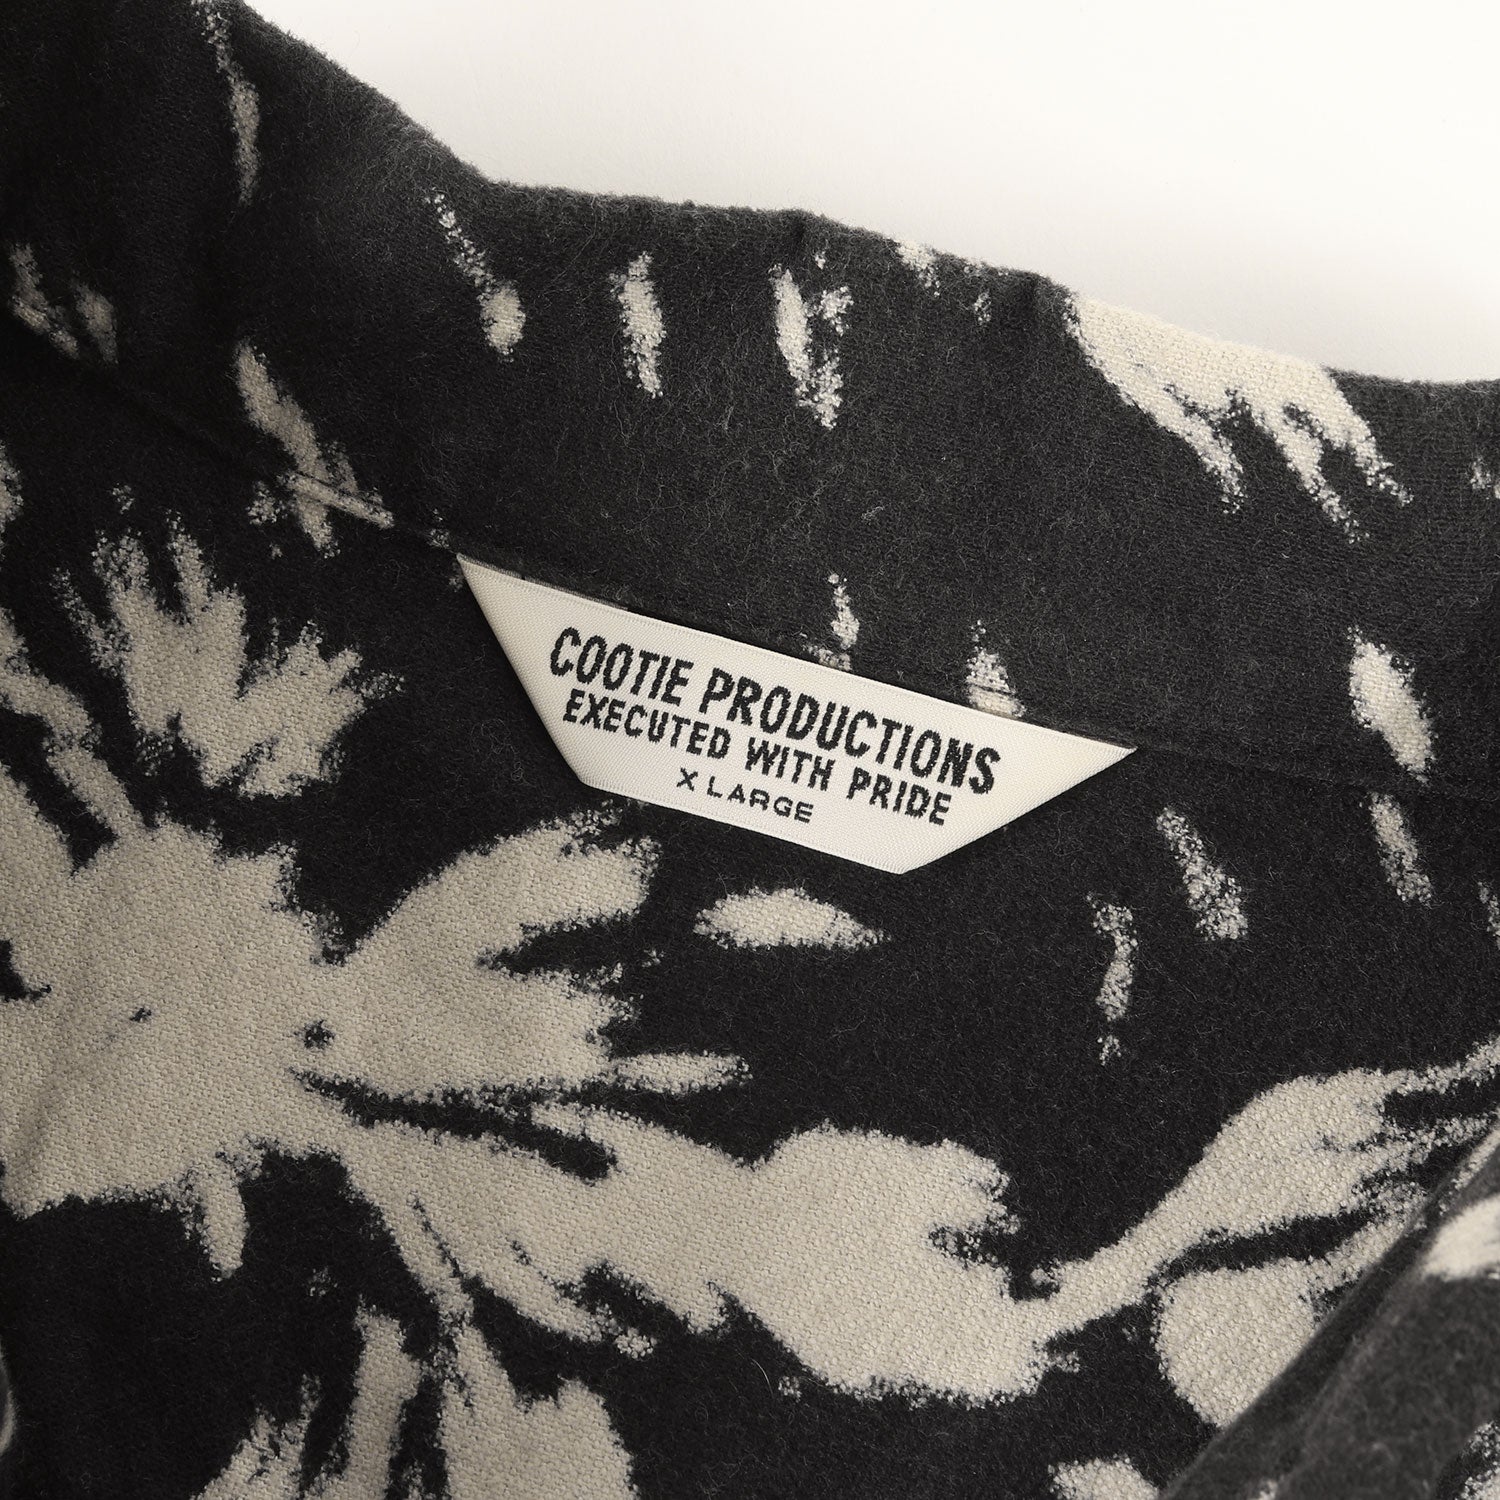 COOTIE PRODUCTIONS
EXECUTED WITH PRIDE
X LARGE